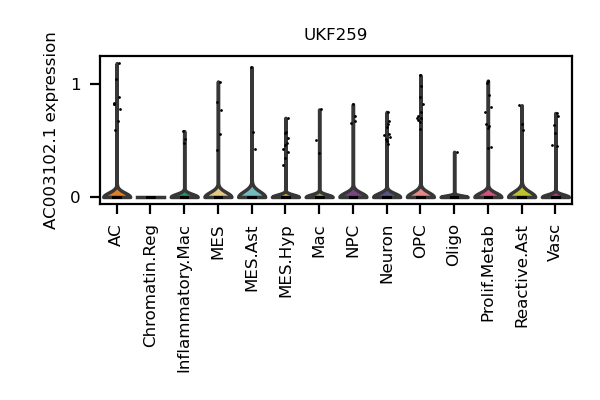 UKF259
AC003102.1 expression
1
0
AC
Chromatin.Reg
Inflammatory.Mac
MES
MES.Ast
MES.Hyp
Mac
NPC
Neuron
OPC
Oligo
Prolif.Metab
Reactive.Ast
Vasc